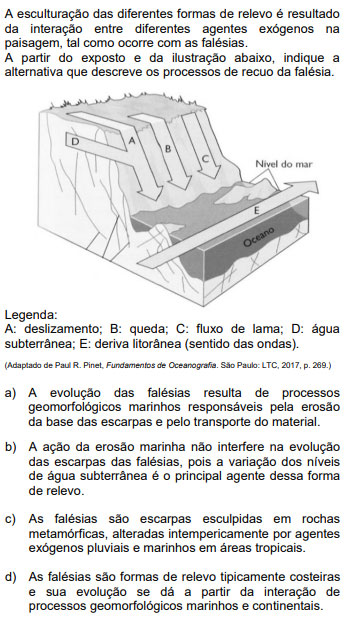 A esculturação das diferentes formas de relevo é resultado
da interação entre diferentes agentes exógenos na
paisagem, tal como ocorre com as falésias.
A partir do exposto e da ilustração abaixo, indique a
alternativa que descreve os processos de recuo da falésia.
D
A
B
C
Nível do mar
E
Oceano
Legenda:
A: deslizamento; B: queda; C: fluxo de lama; D: água
subterrânea; E: deriva litorânea (sentido das ondas).
(Adaptado de Paul R. Pinet, Fundamentos de Oceanografia. São Paulo: LTC, 2017, p. 269.)
a) A evolução das falésias resulta de processos
geomorfológicos marinhos responsáveis pela erosão
da base das escarpas e pelo transporte do material.
b) A ação da erosão marinha não interfere na evolução
das escarpas das falésias, pois a variação dos níveis
de água subterrânea é o principal agente dessa forma
de relevo.
c) As falésias são escarpas esculpidas em rochas
metamórficas, alteradas intempericamente por agentes
exógenos pluviais e marinhos em áreas tropicais.
d) As falésias são formas de relevo tipicamente costeiras
e sua evolução se dá a partir da interação de
processos geomorfológicos marinhos e continentais.